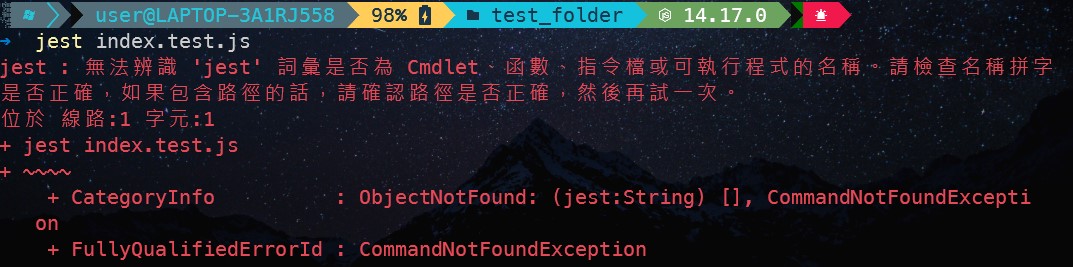 user@LAPTOP-3A1RJ558 98% test_folder 14.17.0
➜ jest index.test.js
jest : 無法辨識 'jest' 詞彙是否為 Cmdlet、函數、指令檔或可執行程式的名稱。請檢查名稱拼字
是否正確，如果包含路徑的話，請確認路徑是否正確，然後再試一次。
位於 線路:1 字元:1
+ jest index.test.js
+ ~~~~
+ CategoryInfo : ObjectNotFound: (jest:String) [], CommandNotFoundExcepti
on
+ FullyQualifiedErrorId : CommandNotFoundException